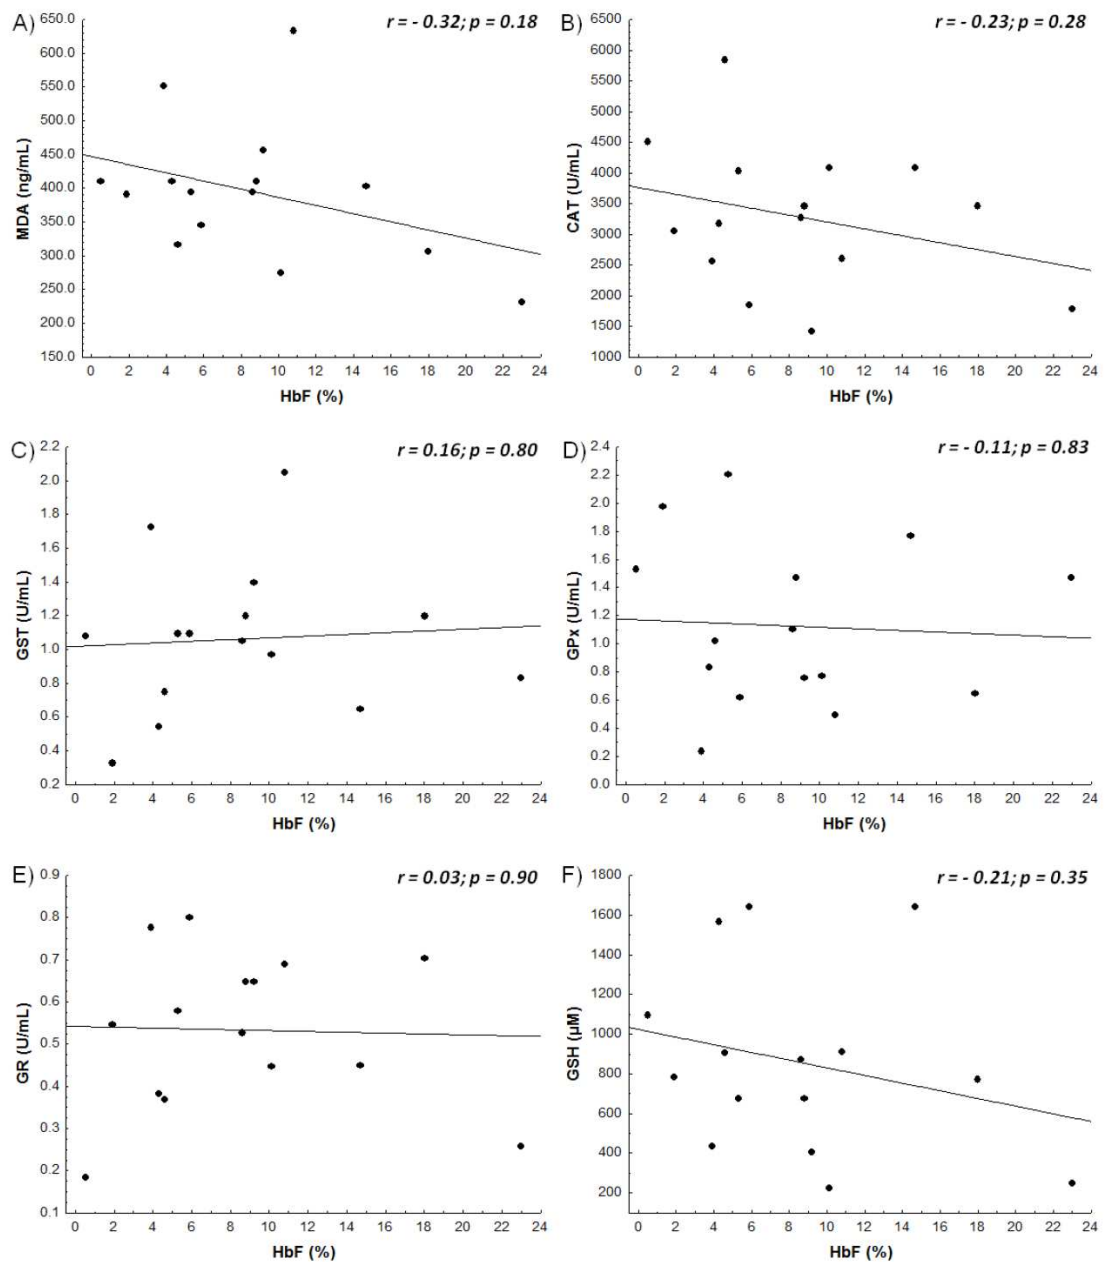 A)
r = - 0.32; p = 0.18
650.0
600.0
550.0
500.0
450.0
400.0
350.0
300.0
250.0
200.0
150.0
MDA (ng/mL)
0 2 4 6 8 10 12 14 16 18 20 22 24
HbF (%)
B)
r = - 0.23; p = 0.28
6500
6000
5500
5000
4500
4000
3500
3000
2500
2000
1500
1000
CAT (U/mL)
0 2 4 6 8 10 12 14 16 18 20 22 24
HbF (%)
C)
r = 0.16; p = 0.80
2.2
2.0
1.8
1.6
1.4
1.2
1.0
0.8
0.6
0.4
0.2
GST (U/mL)
0 2 4 6 8 10 12 14 16 18 20 22 24
HbF (%)
D)
r = - 0.11; p = 0.83
2.4
2.2
2.0
1.8
1.6
1.4
1.2
1.0
0.8
0.6
0.4
0.2
0.0
GPx (U/mL)
0 2 4 6 8 10 12 14 16 18 20 22 24
HbF (%)
E)
r = 0.03; p = 0.90
0.9
0.8
0.7
0.6
0.5
0.4
0.3
0.2
0.1
GR (U/mL)
0 2 4 6 8 10 12 14 16 18 20 22 24
HbF (%)
F)
r = - 0.21; p = 0.35
1800
1600
1400
1200
1000
800
600
400
200
GSH (µM)
0 2 4 6 8 10 12 14 16 18 20 22 24
HbF (%)